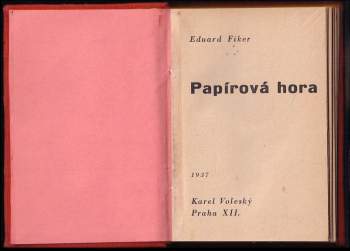 Eduard Fiker
Papírová hora
1937
Karel Voleský
Praha XII.